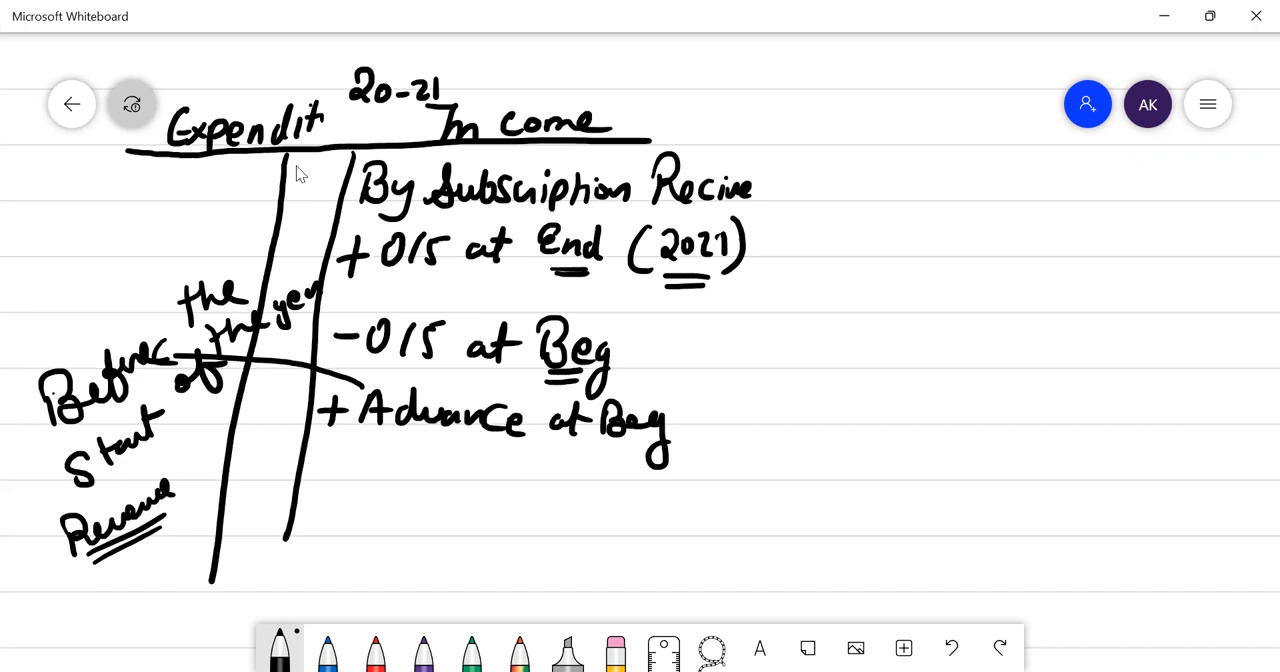 Microsoft Whiteboard
AK
20-21
Expendit Income
By Subscription Recive
+ O/S at End (2021)
- O/S at Beg
+ Advance at Beg
Before the
Start of the year
Revenue
A